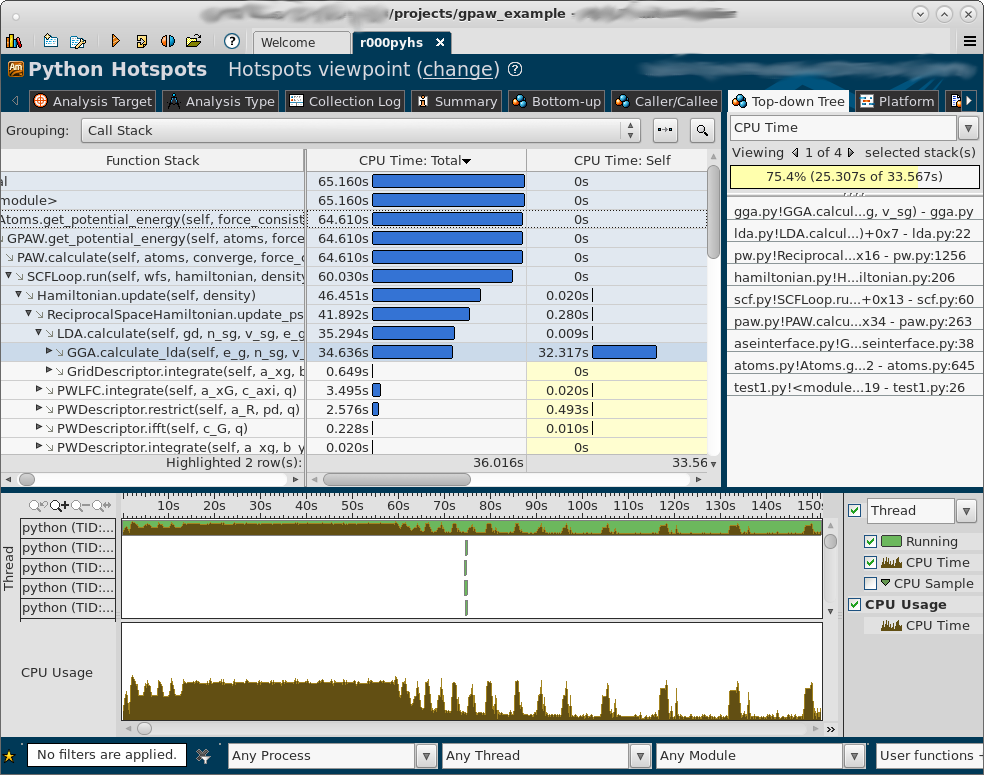 /projects/gpaw_example -
Welcome r000pyhs
Python Hotspots Hotspots viewpoint (change)
Analysis Target Analysis Type Collection Log Summary Bottom-up Caller/Callee Top-down Tree Platform
Grouping: Call Stack
Function Stack CPU Time: Total CPU Time: Self
al 65.160s 0s
module> 65.160s 0s
Atoms.get_potential_energy(self, force_consist 64.610s 0s
GPAW.get_potential_energy(self, atoms, force 64.610s 0s
PAW.calculate(self, atoms, converge, force_c 64.610s 0s
SCFLoop.run(self, wfs, hamiltonian, density 60.030s 0s
Hamiltonian.update(self, density) 46.451s 0.020s
ReciprocalSpaceHamiltonian.update_ps 41.892s 0.280s
LDA.calculate(self, gd, n_sg, v_sg, e_g 35.294s 0.009s
GGA.calculate_lda(self, e_g, n_sg, v_ 34.636s 32.317s
GridDescriptor.integrate(self, a_xg, b 0.649s 0s
PWLFC.integrate(self, a_xG, c_axi, q) 3.495s 0.020s
PWDescriptor.restrict(self, a_R, pd, q) 2.576s 0.493s
PWDescriptor.ifft(self, c_G, q) 0.228s 0.010s
PWDescriptor.integrate(self, a_xg, b_y 0.020s 0s
Highlighted 2 row(s): 36.016s 33.56
CPU Time
Viewing 1 of 4 selected stack(s)
75.4% (25.307s of 33.567s)
gga.py!GGA.calcul...g, v_sg) - gga.py
lda.py!LDA.calcul...)+0x7 - lda.py:22
pw.py!Reciprocal...x16 - pw.py:1256
hamiltonian.py!H...iltonian.py:206
scf.py!SCFLoop.ru...+0x13 - scf.py:60
paw.py!PAW.calcu...x34 - paw.py:263
aseinterface.py!G...seinterface.py:38
atoms.py!Atoms.g...2 - atoms.py:645
test1.py!<module...19 - test1.py:26
10s 20s 30s 40s 50s 60s 70s 80s 90s 100s 110s 120s 130s 140s 150s
Thread
python (TID:...
python (TID:...
python (TID:...
python (TID:...
python (TID:...
CPU Usage
Thread
Running
CPU Time
CPU Sample
CPU Usage
CPU Time
No filters are applied. Any Process Any Thread Any Module User functions -